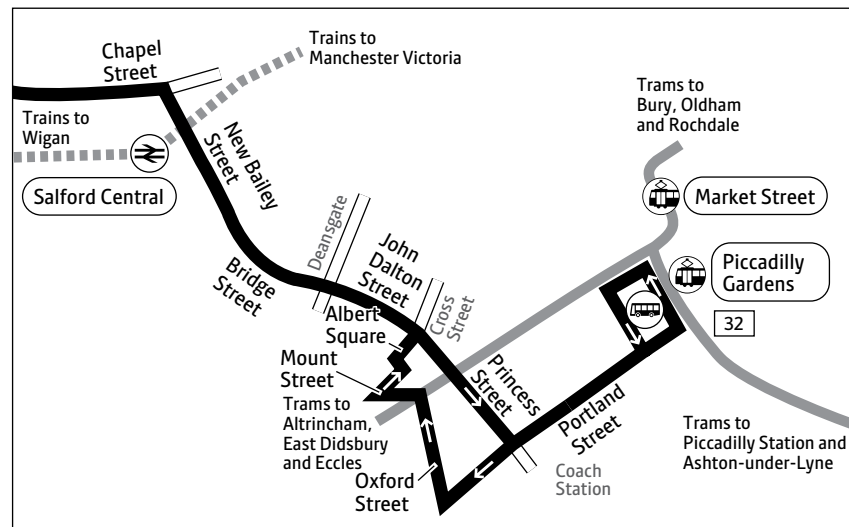 Chapel
Street
Trains to
Manchester Victoria
Trains to
Wigan
Salford Central
New Bailey
Street
Trams to
Bury, Oldham
and Rochdale
Market Street
Piccadilly
Gardens
32
Deansgate
John
Dalton
Street
Bridge
Street
Cross
Street
Albert
Square
Mount
Street
Trams to
Altrincham,
East Didsbury
and Eccles
Princess
Street
Portland
Street
Oxford
Street
Coach
Station
Trams to
Piccadilly Station and
Ashton-under-Lyne